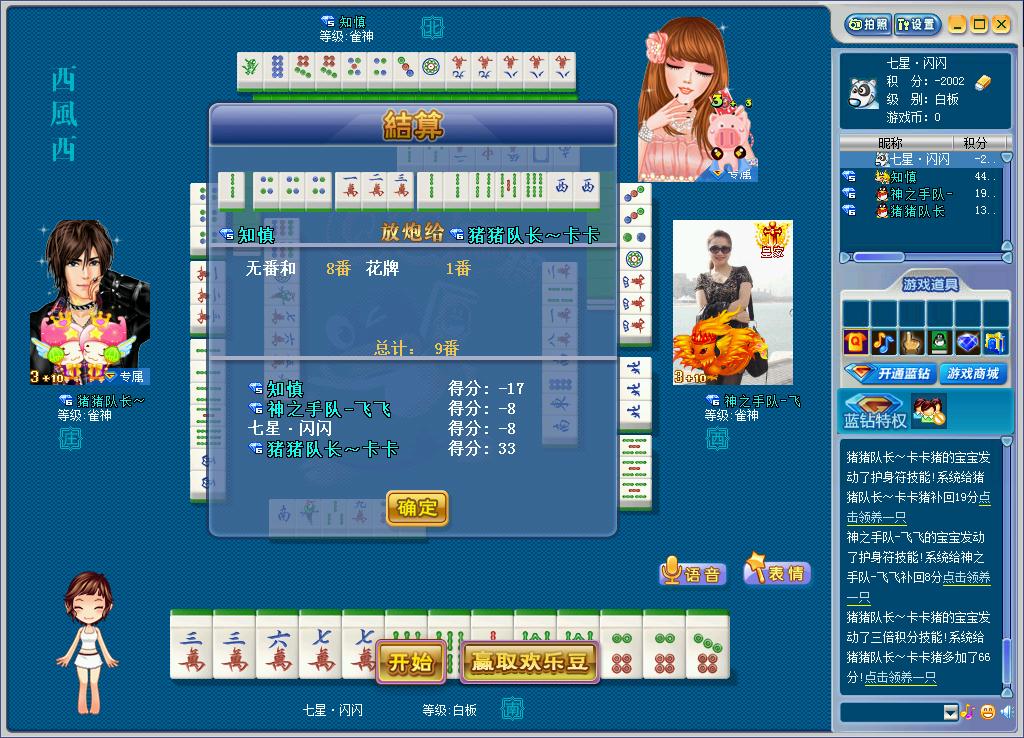 知慎
等级:雀神
北
西
風
西
結算
知慎
放炮给
猪猪队长～卡卡
无番和 8番 花牌 1番
总计: 9番
知慎 得分: -17
神之手队-飞飞 得分: -8
七星·闪闪 得分: -8
猪猪队长～卡卡 得分: 33
确定
3 + 3
专属
3 +10
专属
猪猪队长～
等级:雀神
庄
皇家
3 +10
神之手队-飞
等级:雀神
西
语音
表情
开始
赢取欢乐豆
七星·闪闪
等级:白板
南
拍照
设置
七星·闪闪
积 分: -2002
级 别: 白板
游戏币: 0
昵称 积分
七星·闪闪 -2..
知慎 44..
神之手队- 19..
猪猪队长 13..
游戏道具
开通蓝钻
游戏商城
蓝钻特权
猪猪队长～卡卡猪的宝宝发
动了护身符技能!系统给猪
猪队长～卡卡猪补回19分点
击领养一只
神之手队-飞飞的宝宝发动
了护身符技能!系统给神之
手队-飞飞补回8分点击领养
一只
猪猪队长～卡卡猪的宝宝发
动了三倍积分技能!系统给
猪猪队长～卡卡猪多加了66
分!点击领养一只